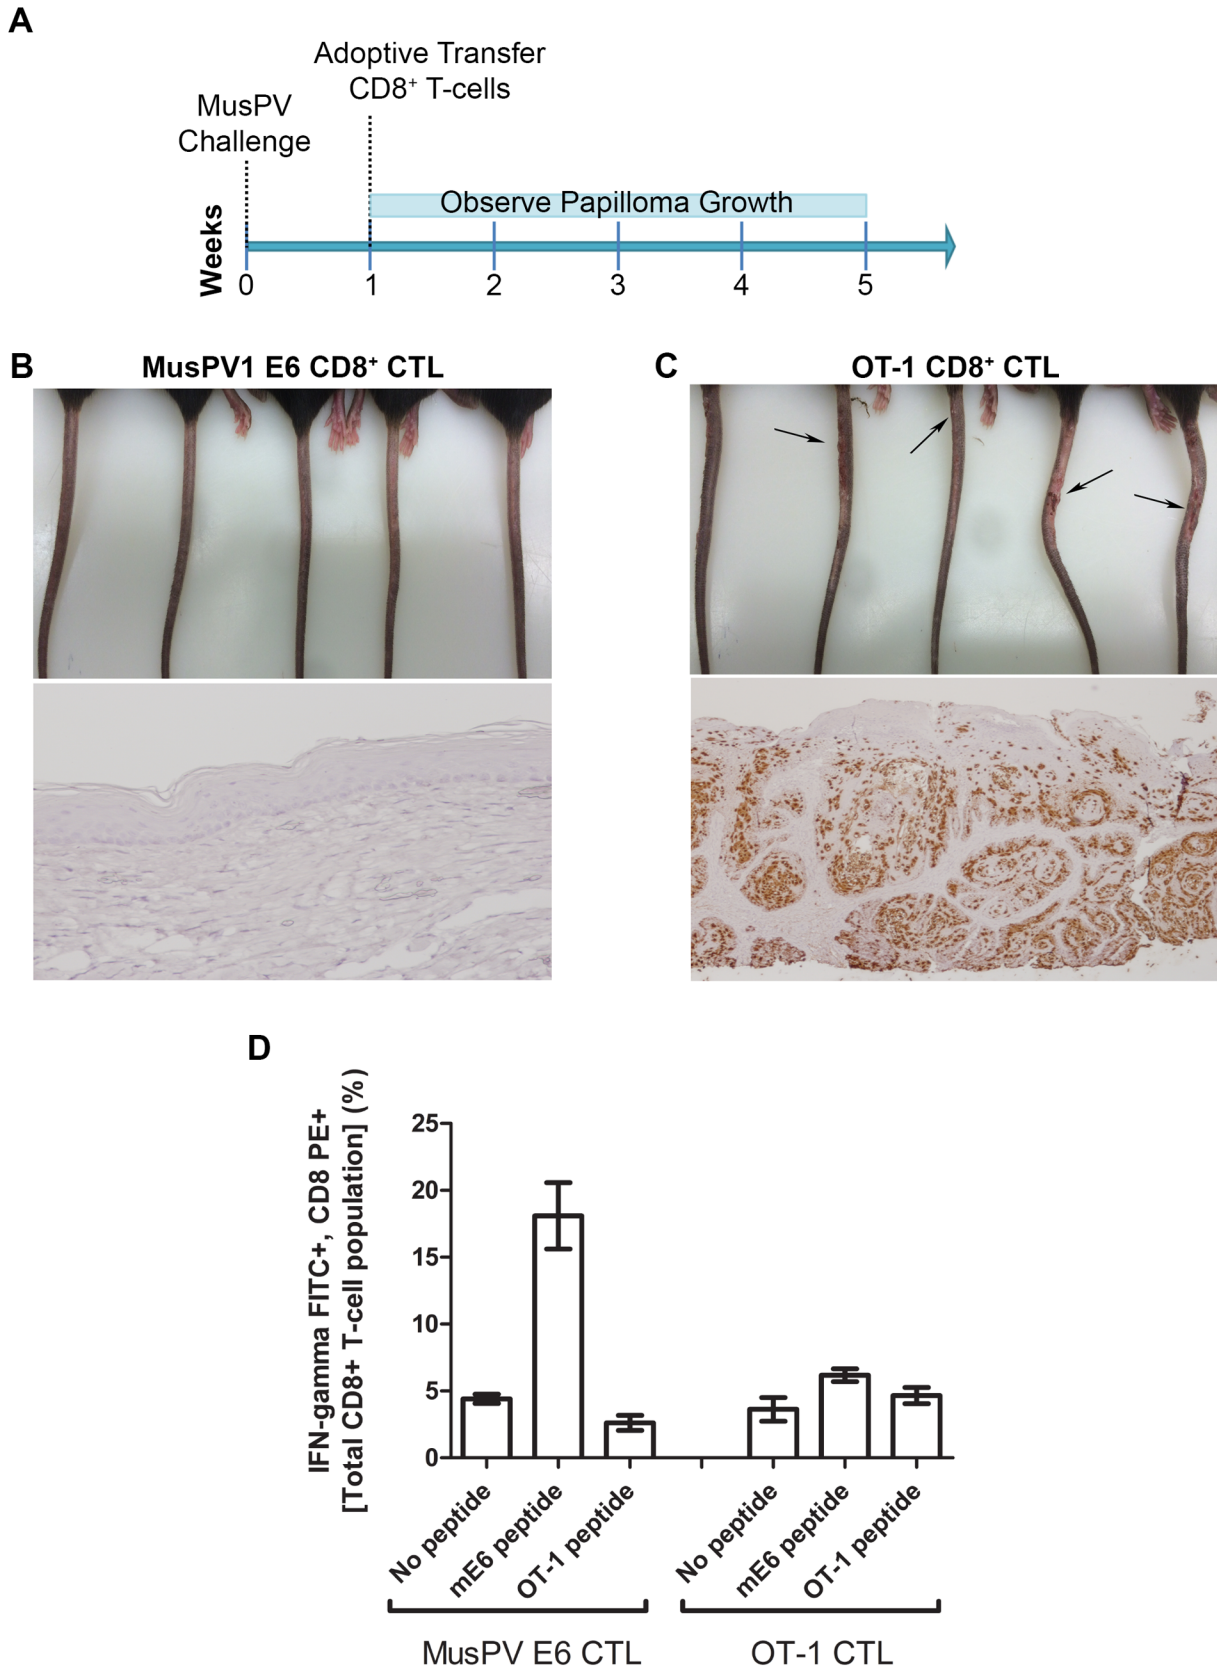 A
Adoptive Transfer
CD8⁺ T-cells
MusPV
Challenge
Observe Papilloma Growth
Weeks
0 1 2 3 4 5
B MusPV1 E6 CD8⁺ CTL
C OT-1 CD8⁺ CTL
D
IFN-gamma FITC+, CD8 PE+
[Total CD8+ T-cell population] (%)
25
20
15
10
5
0
No peptide
mE6 peptide
OT-1 peptide
No peptide
mE6 peptide
OT-1 peptide
MusPV E6 CTL
OT-1 CTL